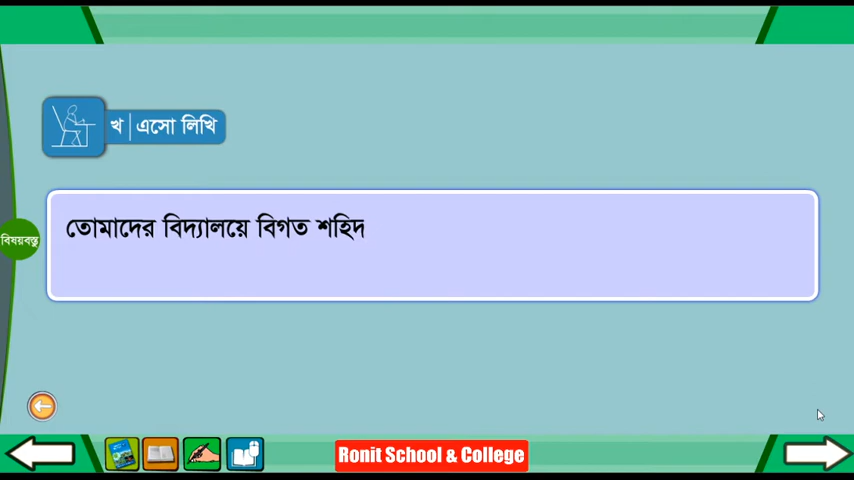 খ | এসো লিখি
তোমাদের বিদ্যালয়ে বিগত শহিদ
বিষয়বস্তু
Ronit School & College